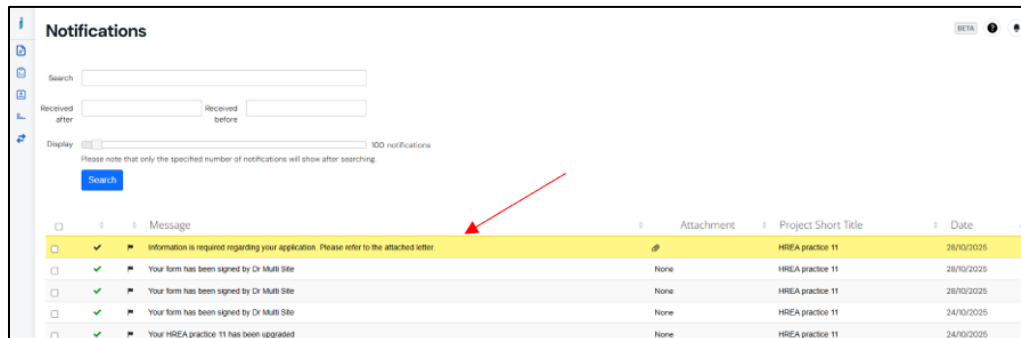 Notifications
BETA
Search
Received after
Received before
Display
100 notifications
Please note that only the specified number of notifications will show after searching.
Search
Message Attachment Project Short Title Date
Information is required regarding your application. Please refer to the attached letter. HREA practice 11 28/10/2025
Your form has been signed by Dr Multi Site None HREA practice 11 28/10/2025
Your form has been signed by Dr Multi Site None HREA practice 11 28/10/2025
Your form has been signed by Dr Multi Site None HREA practice 11 24/10/2025
Your HREA practice 11 has been upgraded None HREA practice 11 24/10/2025